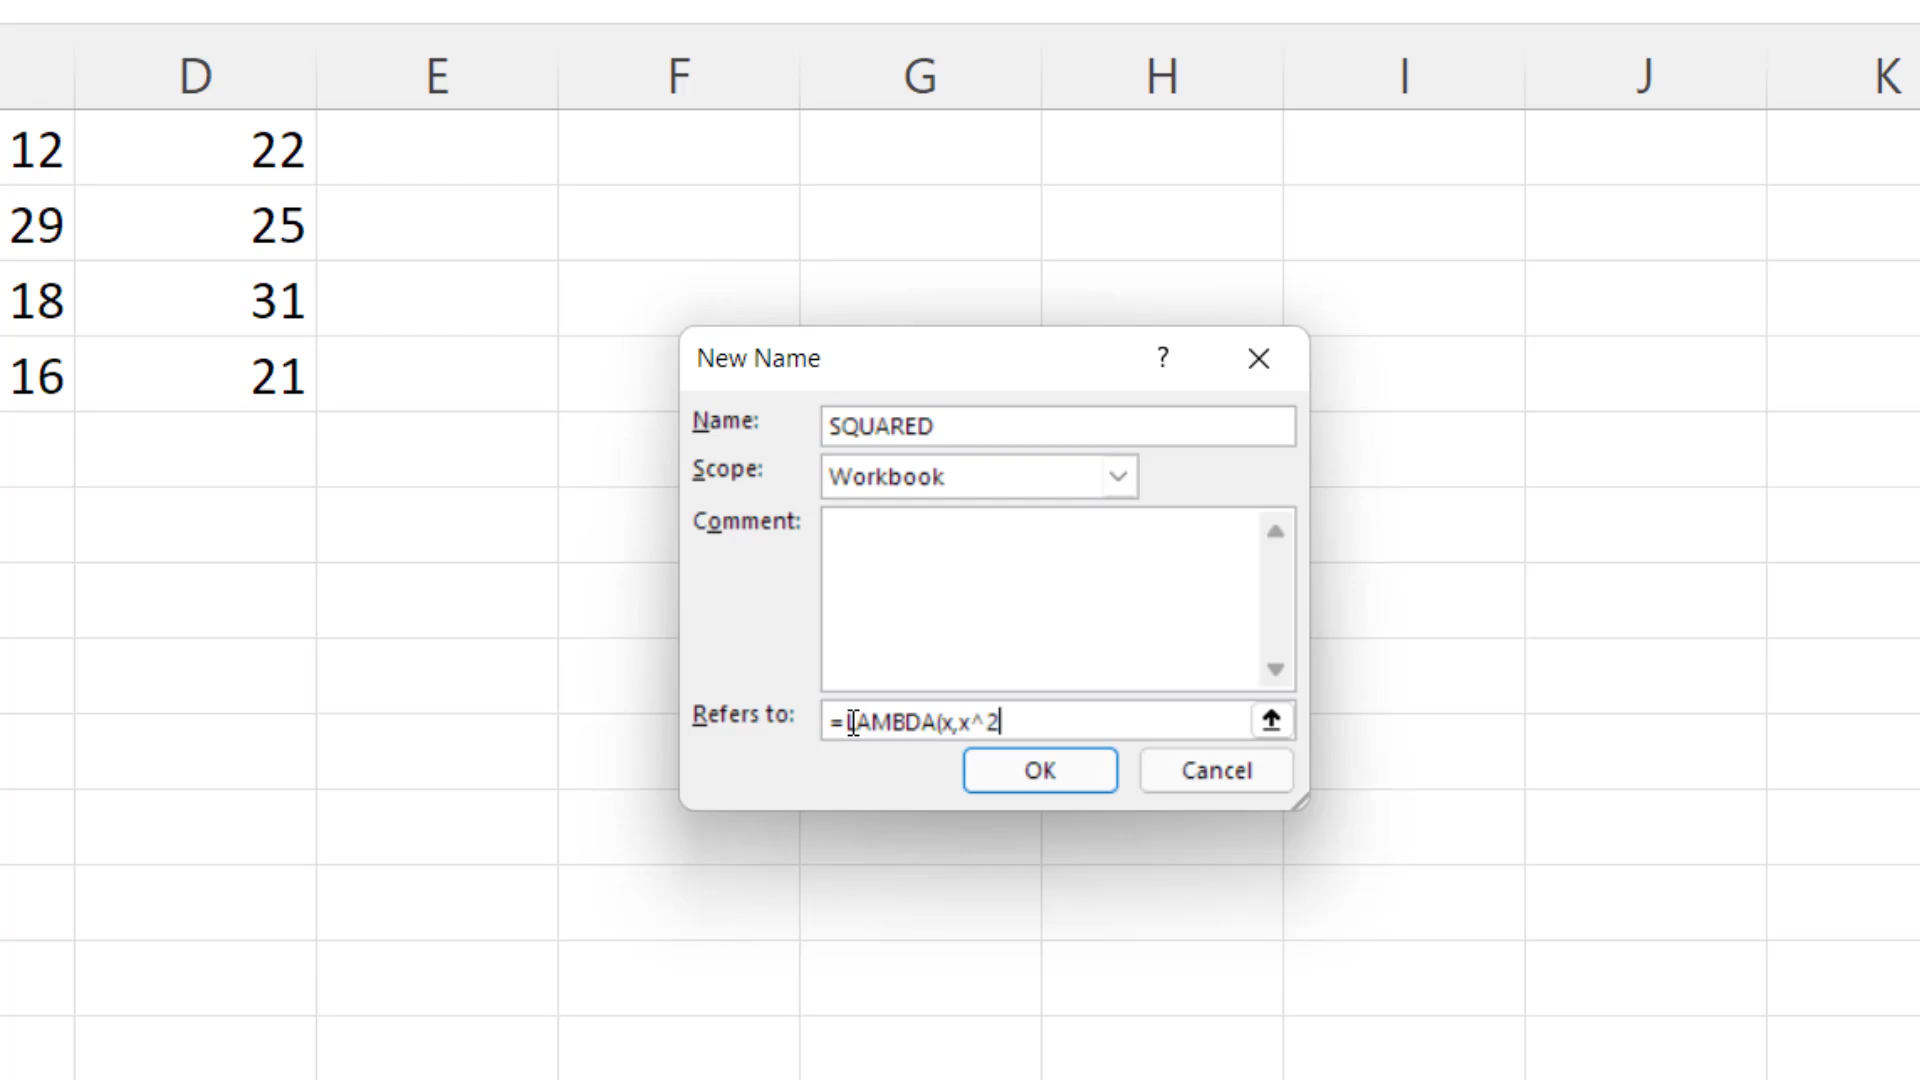 D E F G H I J K
12 22
29 25
18 31
16 21
New Name ?
Name: SQUARED
Scope: Workbook
Comment:
Refers to: =LAMBDA(x,x^2
OK Cancel